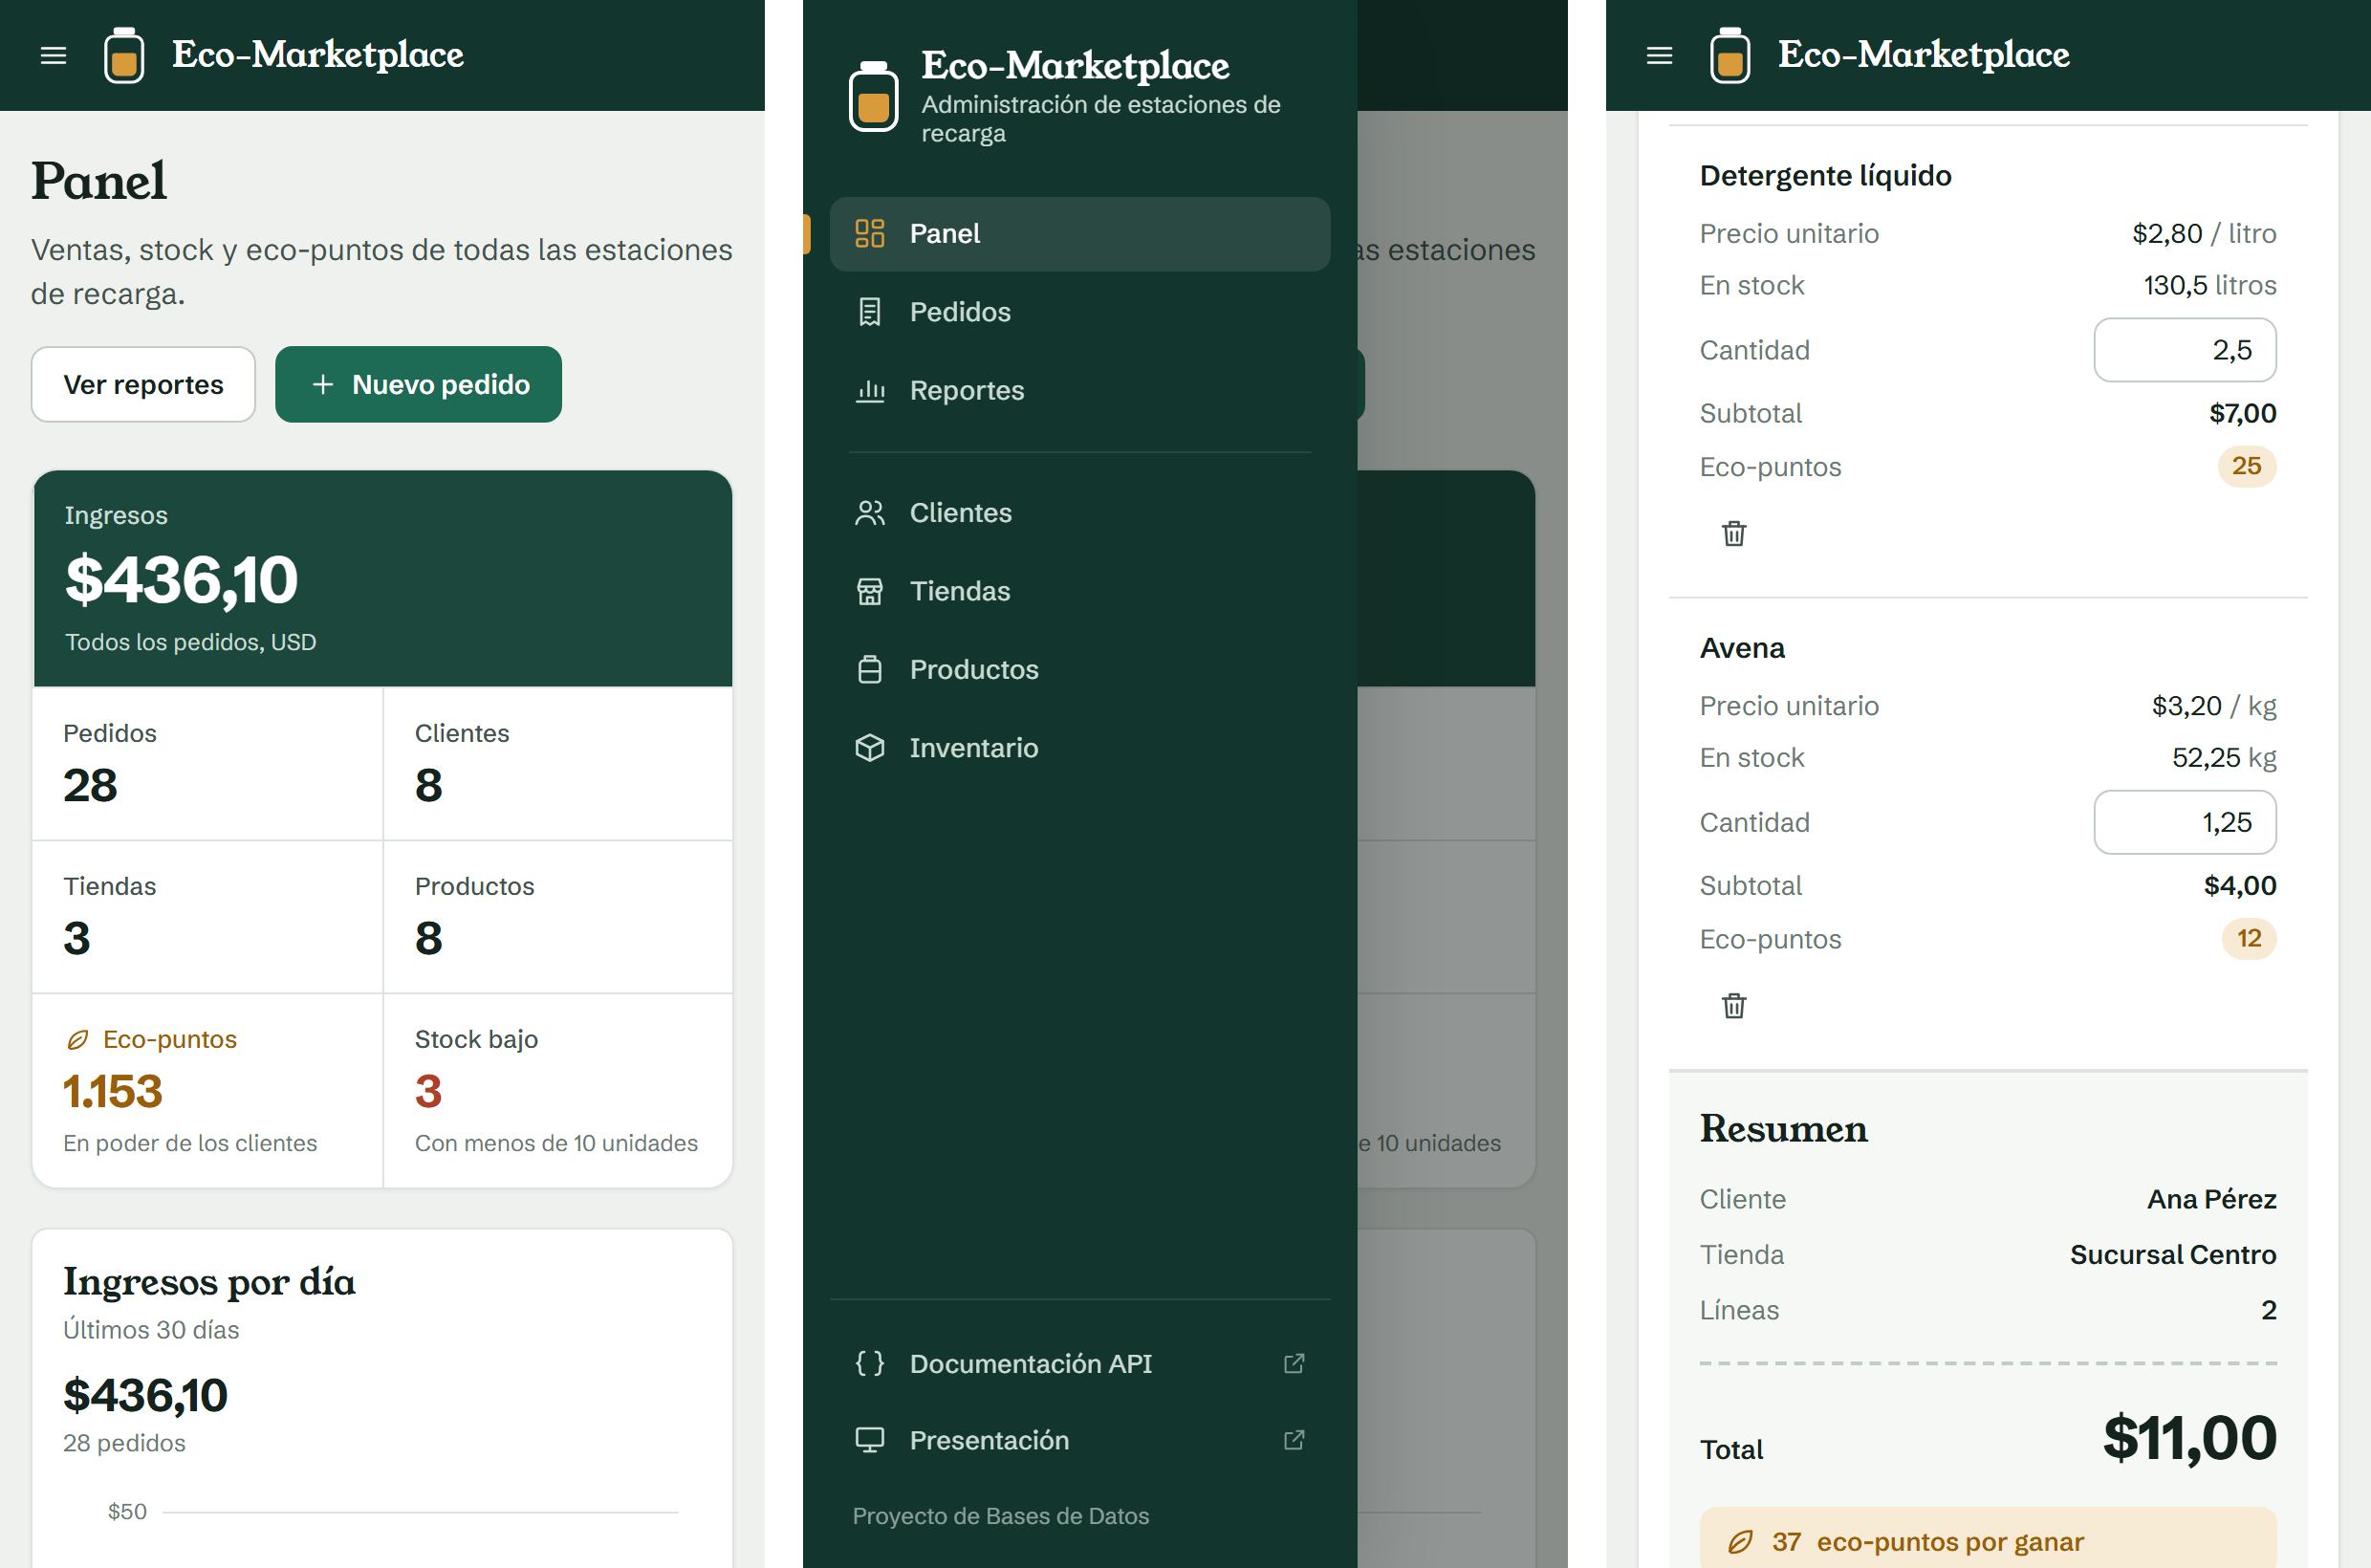 Eco-Marketplace
Panel
Ventas, stock y eco-puntos de todas las estaciones
de recarga.
Ver reportes
Nuevo pedido
Ingresos
$436,10
Todos los pedidos, USD
Pedidos
28
Clientes
8
Tiendas
3
Productos
8
Eco-puntos
1.153
En poder de los clientes
Stock bajo
3
Con menos de 10 unidades
Ingresos por día
Últimos 30 días
$436,10
28 pedidos
$50
Eco-Marketplace
Administración de estaciones de
recarga
Panel
Pedidos
Reportes
Clientes
Tiendas
Productos
Inventario
Documentación API
Presentación
Proyecto de Bases de Datos
as estaciones
e 10 unidades
Eco-Marketplace
Detergente líquido
Precio unitario $2,80 / litro
En stock 130,5 litros
Cantidad 2,5
Subtotal $7,00
Eco-puntos 25
Avena
Precio unitario $3,20 / kg
En stock 52,25 kg
Cantidad 1,25
Subtotal $4,00
Eco-puntos 12
Resumen
Cliente Ana Pérez
Tienda Sucursal Centro
Líneas 2
Total $11,00
37 eco-puntos por ganar